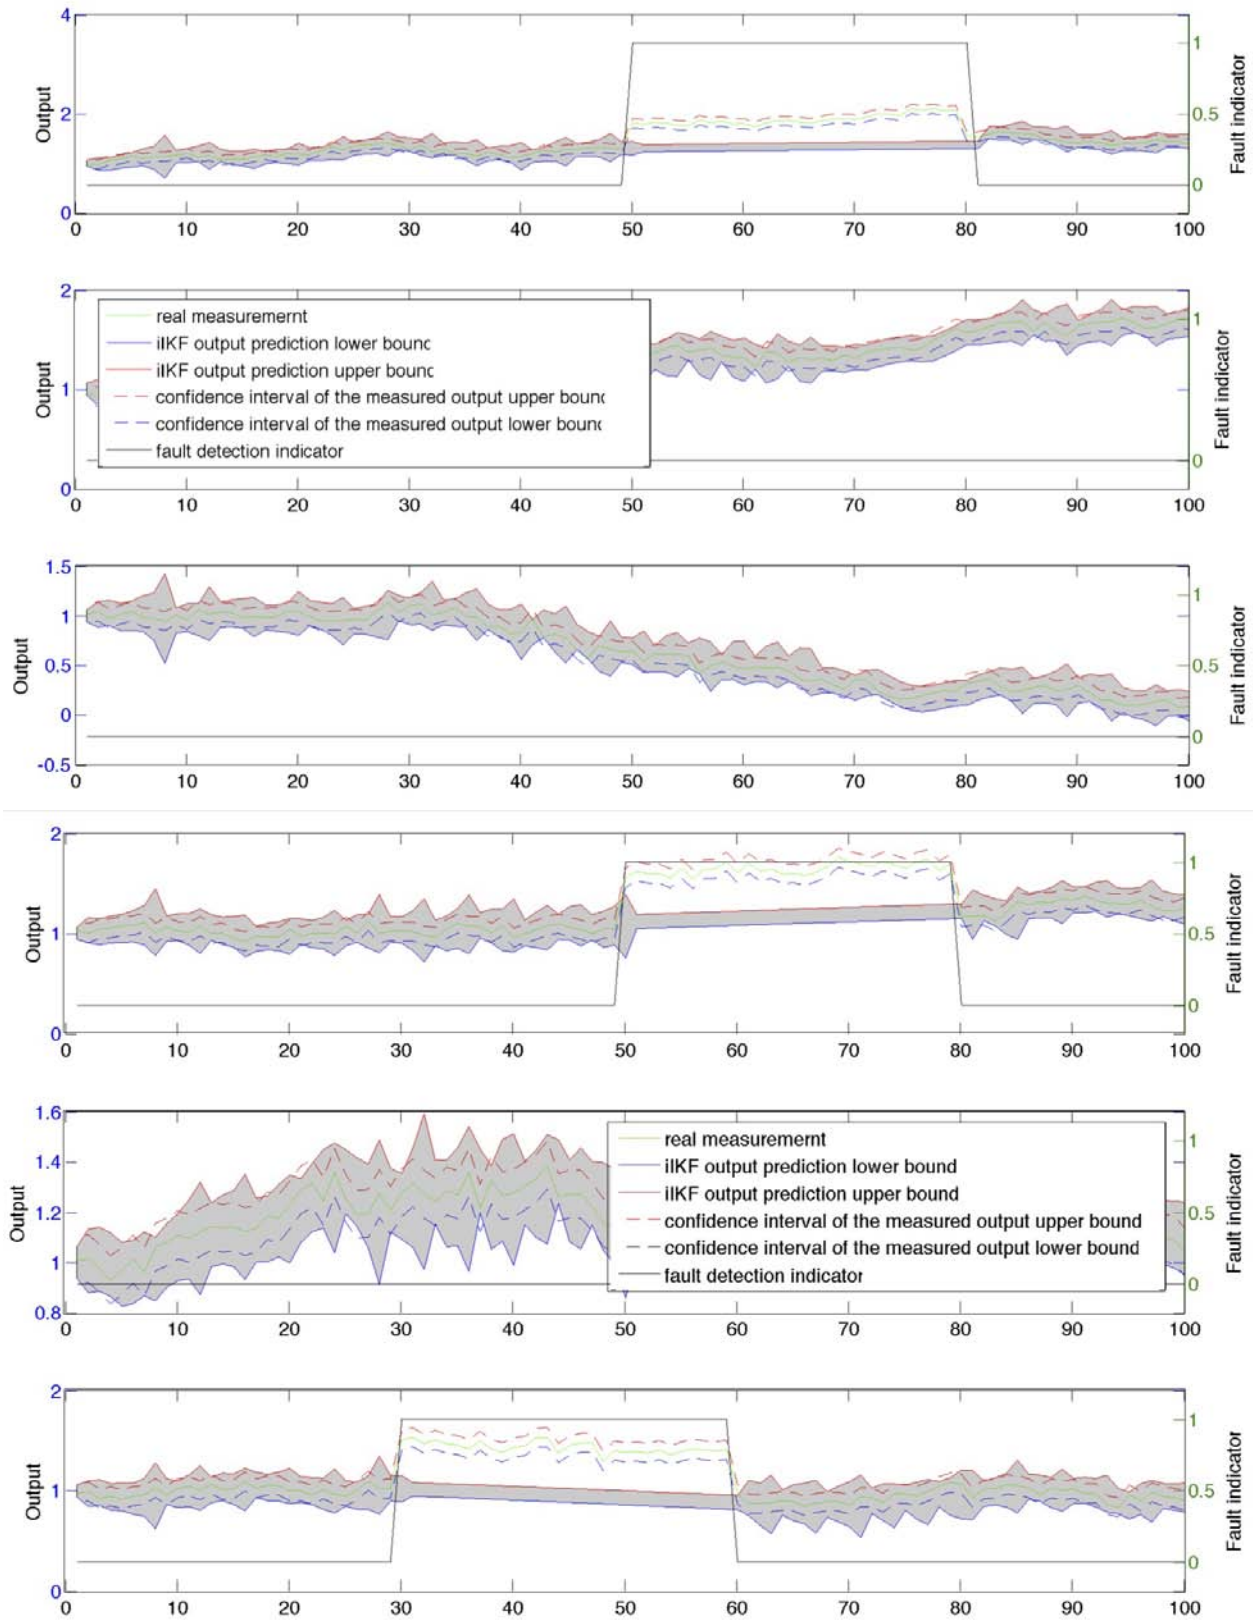 4
2
0
Output
1
0.5
0
Fault indicator
0 10 20 30 40 50 60 70 80 90 100
2
1
0
Output
real measuremernt
iIKF output prediction lower bound
iIKF output prediction upper bound
confidence interval of the measured output upper bound
confidence interval of the measured output lower bound
fault detection indicator
1
0
Fault indicator
0 10 20 30 40 50 60 70 80 90 100
1.5
1
0.5
0
-0.5
Output
1
0.5
0
Fault indicator
0 10 20 30 40 50 60 70 80 90 100
2
1
0
Output
1
0.5
0
Fault indicator
0 10 20 30 40 50 60 70 80 90 100
1.6
1.4
1.2
1
0.8
Output
real measuremernt
iIKF output prediction lower bound
iIKF output prediction upper bound
confidence interval of the measured output upper bound
confidence interval of the measured output lower bound
fault detection indicator
1
0.5
0
Fault indicator
0 10 20 30 40 50 60 70 80 90 100
2
1
0
Output
1
0.5
0
Fault indicator
0 10 20 30 40 50 60 70 80 90 100